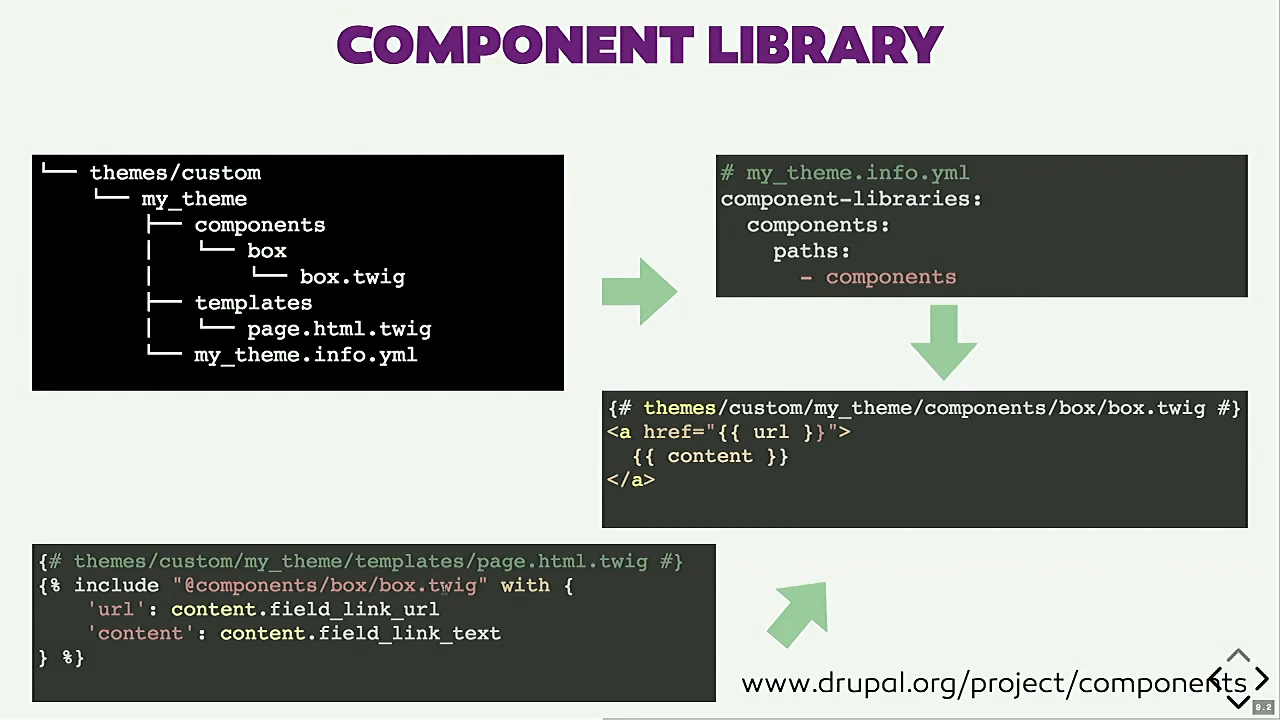 COMPONENT LIBRARY
└── themes/custom
    └── my_theme
        ├── components
        │   └── box
        │       └── box.twig
        ├── templates
        │   └── page.html.twig
        └── my_theme.info.yml
# my_theme.info.yml
component-libraries:
  components:
    paths:
      - components
{# themes/custom/my_theme/components/box/box.twig #}
<a href="{{ url }}">
  {{ content }}
</a>
{# themes/custom/my_theme/templates/page.html.twig #}
{% include "@components/box/box.twig" with {
    'url': content.field_link_url
    'content': content.field_link_text
} %}
www.drupal.org/project/components